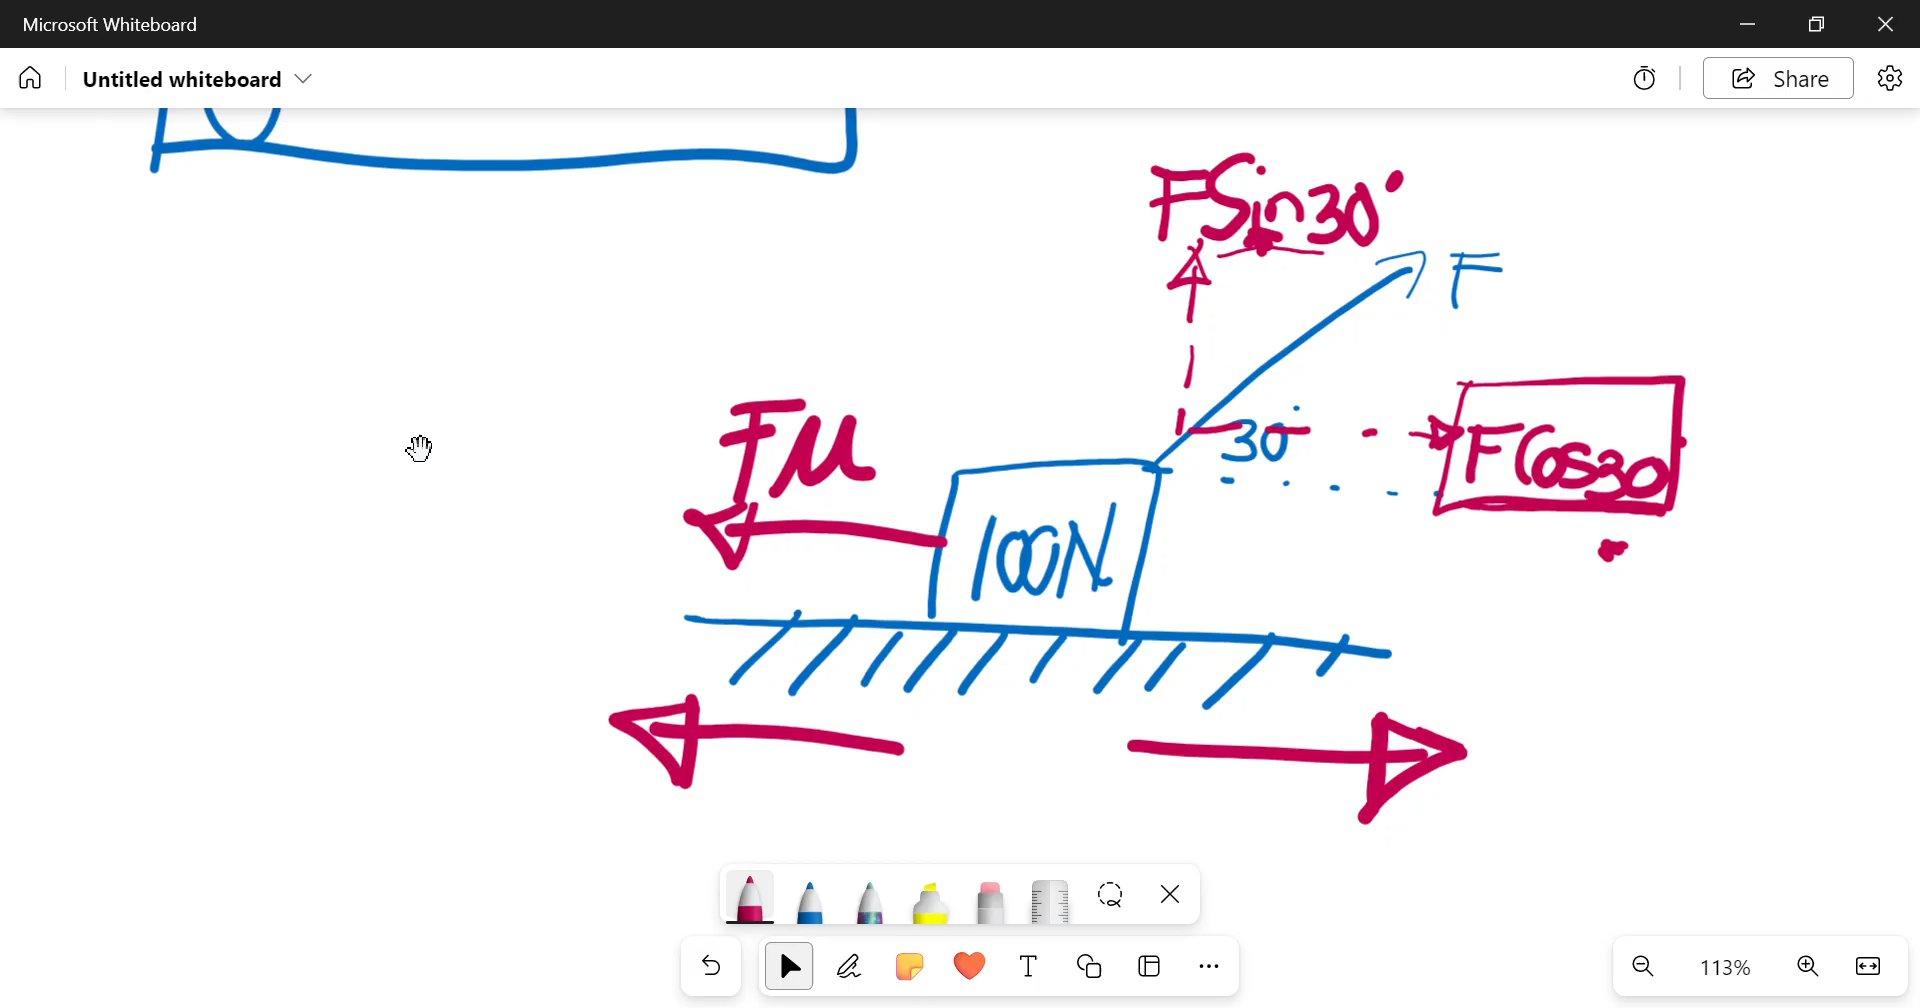 Microsoft Whiteboard
Untitled whiteboard
Share
FSin30°
F
30°
FCos30
Fμ
100N
113%